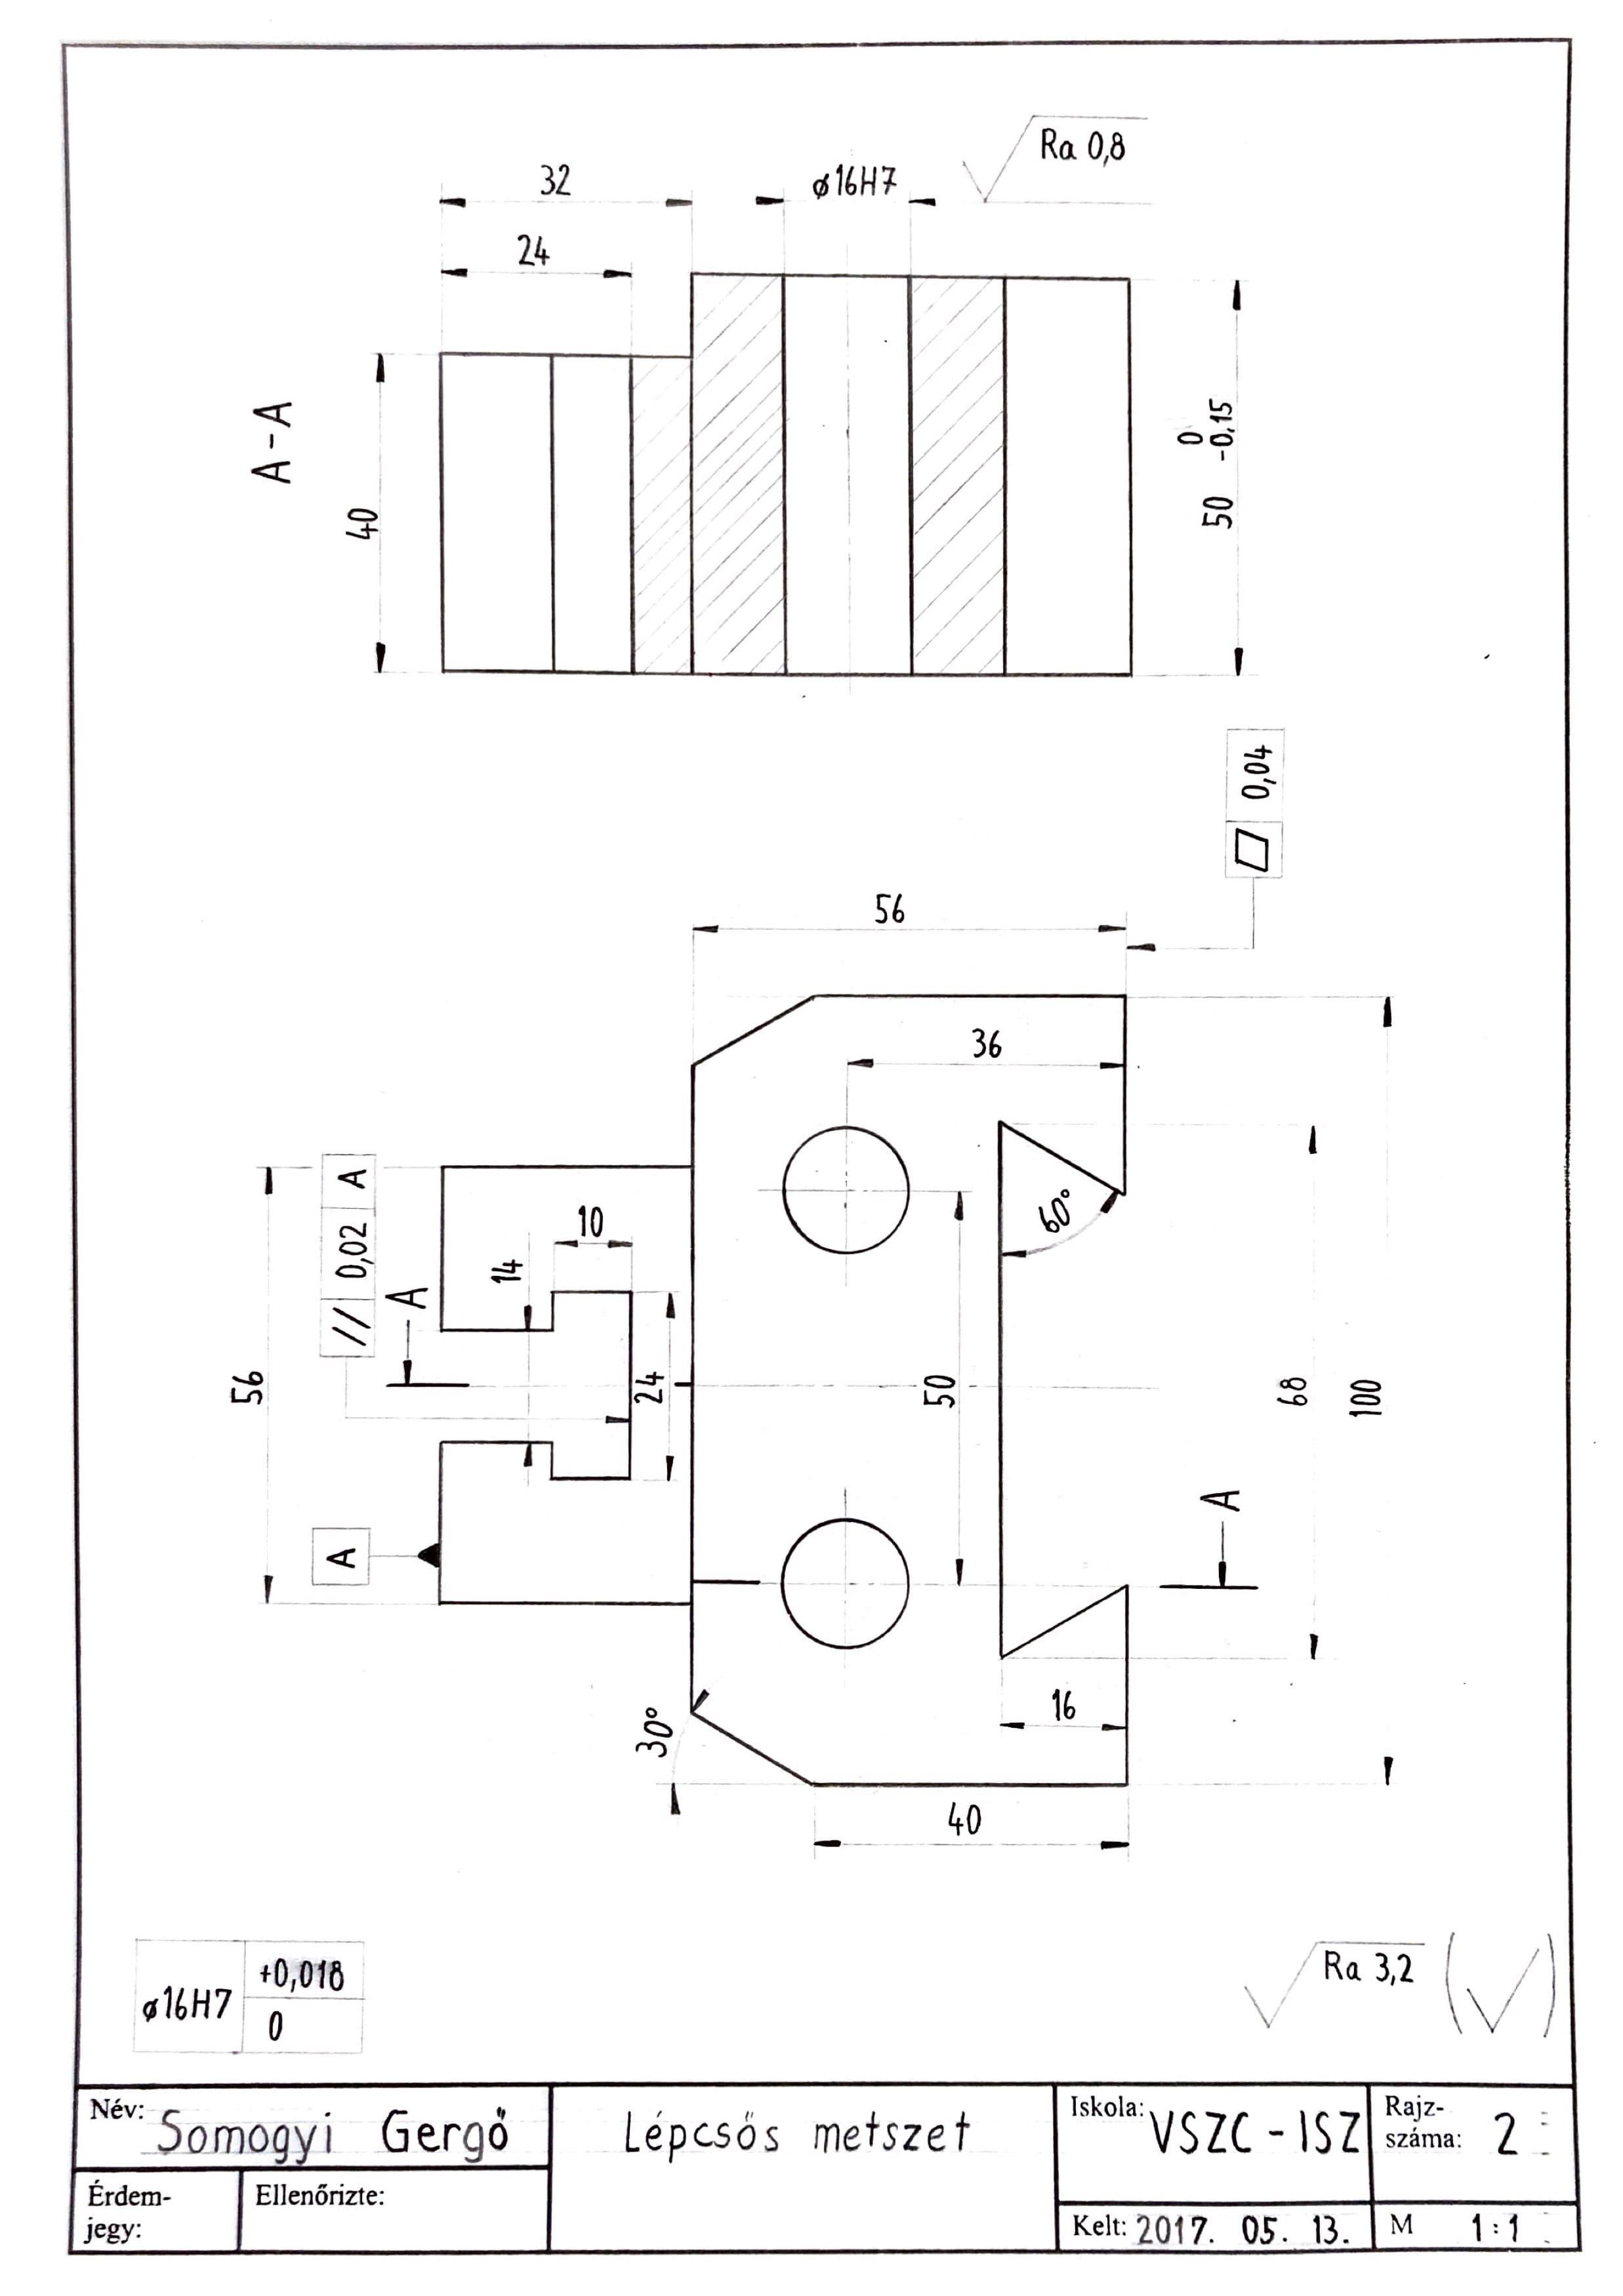 Ra 0,8
32
ø16H7
24
A-A
40
50 0 -0,15
▱ 0,04
56
36
// 0,02 A
10
60°
14
A
56
24
50
68
100
A
A
16
30°
40
ø16H7 +0,018
0
Ra 3,2 (√)
Név: Somogyi Gergő
Lépcsős metszet
Iskola: VSZC - ISZ
Rajz-
száma: 2
Érdem-
jegy:
Ellenőrizte:
Kelt: 2017. 05. 13.
M 1:1